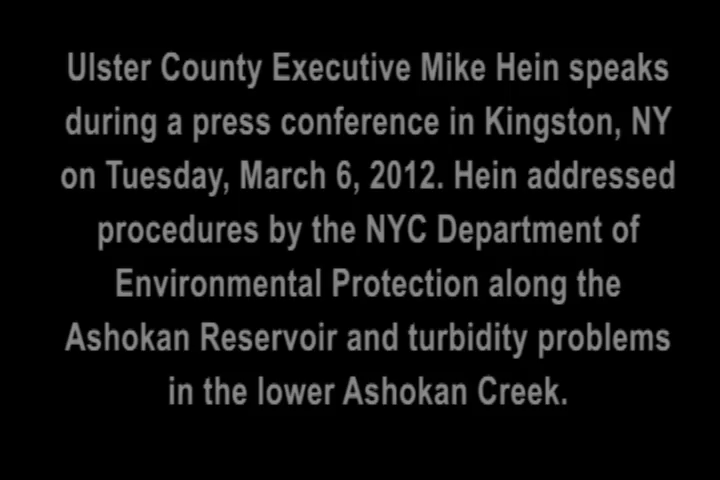 Ulster County Executive Mike Hein speaks
during a press conference in Kingston, NY
on Tuesday, March 6, 2012. Hein addressed
procedures by the NYC Department of
Environmental Protection along the
Ashokan Reservoir and turbidity problems
in the lower Ashokan Creek.